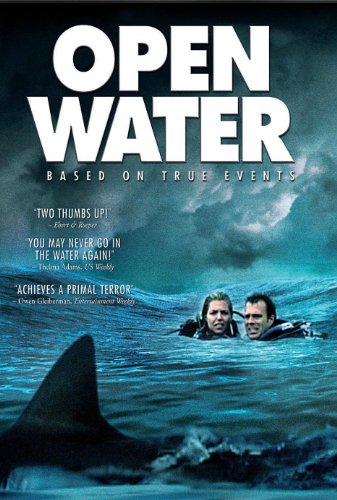 OPEN
WATER
BASED ON TRUE EVENTS
"TWO THUMBS UP!"
– Ebert & Roeper
"YOU MAY NEVER GO IN
THE WATER AGAIN!"
– Thelma Adams, US Weekly
"ACHIEVES A PRIMAL TERROR"
– Owen Gleiberman, Entertainment Weekly